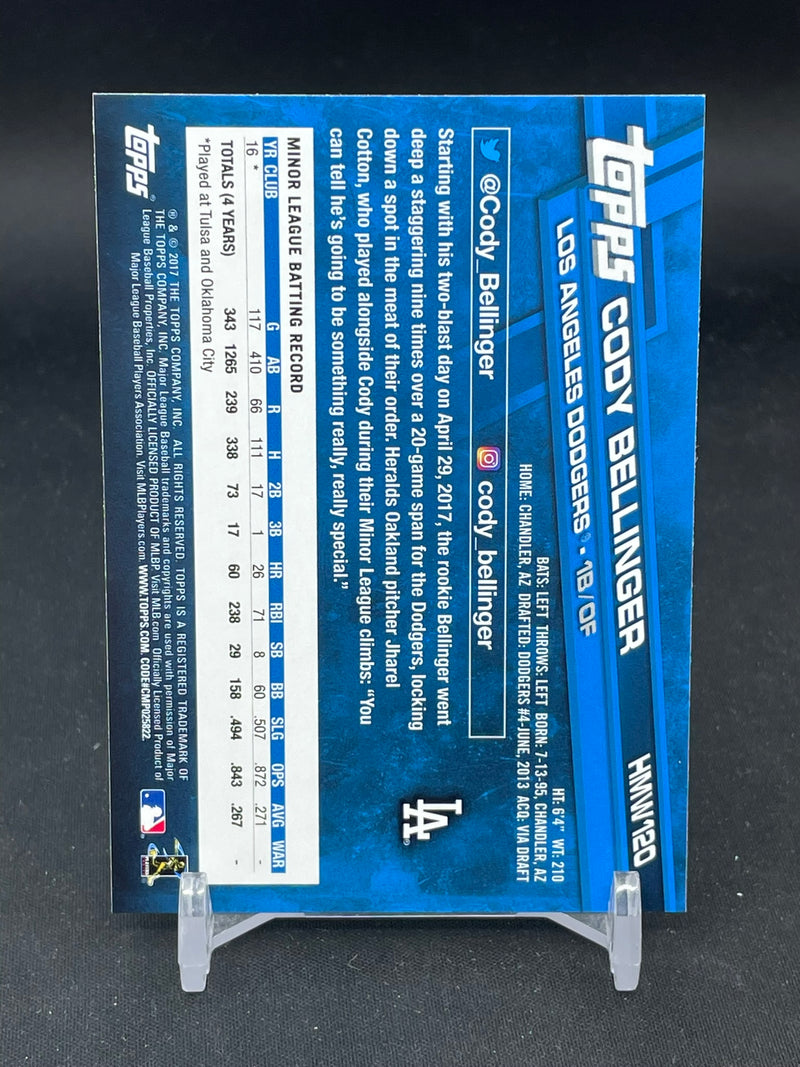 topps CODY BELLINGER HMW120
LOS ANGELES DODGERS® • 1B/OF
HT: 6'4" WT: 210
BATS: LEFT THROWS: LEFT BORN: 7-13-95, CHANDLER, AZ
HOME: CHANDLER, AZ DRAFTED: DODGERS #4-JUNE, 2013 ACQ: VIA DRAFT
@Cody_Bellinger cody_bellinger
LA®
Starting with his two-blast day on April 29, 2017, the rookie Bellinger went
deep a staggering nine times over a 20-game span for the Dodgers, locking
down a spot in the meat of their order. Heralds Oakland pitcher Jharel
Cotton, who played alongside Cody during their Minor League climbs: “You
can tell he's going to be something really, really special.”
MINOR LEAGUE BATTING RECORD
YR CLUB G AB R H 2B 3B HR RBI SB BB SLG OPS AVG WAR
16 * 117 410 66 111 17 1 26 71 8 60 .507 .872 .271 -
TOTALS (4 YEARS) 343 1265 239 338 73 17 60 238 29 158 .494 .843 .267 -
*Played at Tulsa and Oklahoma City
topps®
® & © 2017 THE TOPPS COMPANY, INC. ALL RIGHTS RESERVED. TOPPS IS A REGISTERED TRADEMARK OF
THE TOPPS COMPANY, INC. Major League Baseball trademarks and copyrights are used with permission of Major
League Baseball Properties, Inc. OFFICIALLY LICENSED PRODUCT OF MLBP. Visit MLB.com. Officially Licensed Product of
Major League Baseball Players Association. Visit MLBPlayers.com. WWW.TOPPS.COM. CODE#CMP025822.